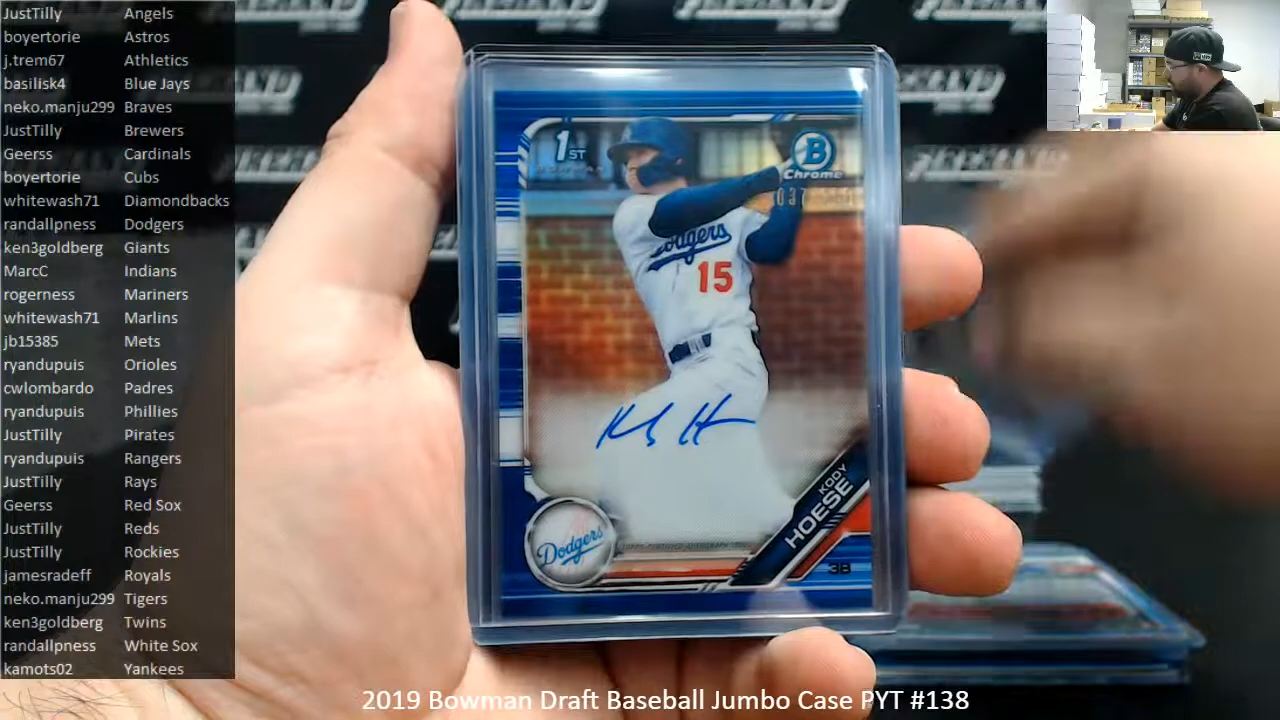 JustTilly Angels
boyertorie Astros
j.trem67 Athletics
basilisk4 Blue Jays
neko.manju299 Braves
JustTilly Brewers
Geerss Cardinals
boyertorie Cubs
whitewash71 Diamondbacks
randallpness Dodgers
ken3goldberg Giants
MarcC Indians
rogerness Mariners
whitewash71 Marlins
jb15385 Mets
ryandupuis Orioles
cwlombardo Padres
ryandupuis Phillies
JustTilly Pirates
ryandupuis Rangers
JustTilly Rays
Geerss Red Sox
JustTilly Reds
JustTilly Rockies
jamesradeff Royals
neko.manju299 Tigers
ken3goldberg Twins
randallpness White Sox
kamots02 Yankees
1ST
B
Chrome
Dodgers
15
KODY
HOESE
3B
Dodgers
2019 Bowman Draft Baseball Jumbo Case PYT #138